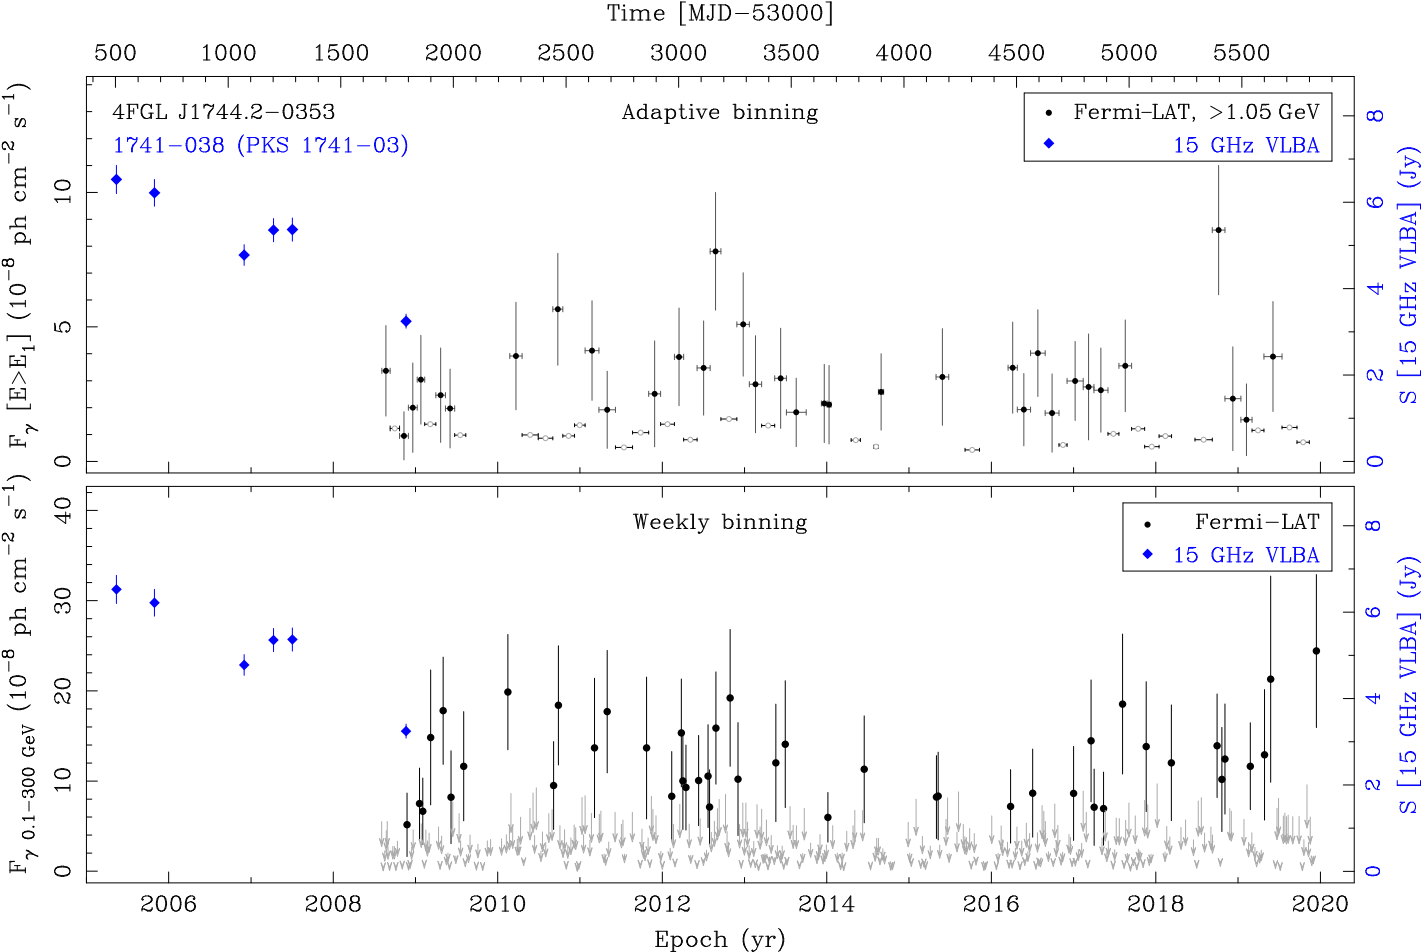 Time [MJD−53000]
500 1000 1500 2000 2500 3000 3500 4000 4500 5000 5500
4FGL J1744.2−0353
1741−038 (PKS 1741−03)
Adaptive binning
Fermi−LAT, >1.05 GeV
15 GHz VLBA
Fγ [E>E1] (10−8 ph cm−2 s−1)
10
5
0
S [15 GHz VLBA] (Jy)
8
6
4
2
0
Weekly binning
Fermi−LAT
15 GHz VLBA
Fγ 0.1−300 GeV (10−8 ph cm−2 s−1)
40
30
20
10
0
S [15 GHz VLBA] (Jy)
8
6
4
2
0
2006 2008 2010 2012 2014 2016 2018 2020
Epoch (yr)